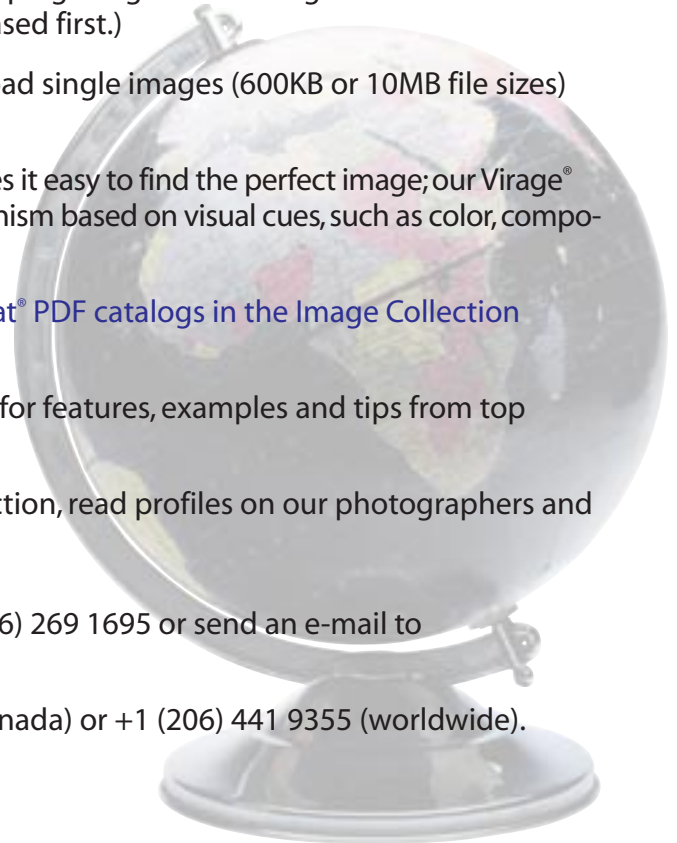 sed first.)
ad single images (600KB or 10MB file sizes)
es it easy to find the perfect image; our Virage®
nism based on visual cues, such as color, compo-
at® PDF catalogs in the Image Collection
for features, examples and tips from top
ction, read profiles on our photographers and
6) 269 1695 or send an e-mail to
nada) or +1 (206) 441 9355 (worldwide).